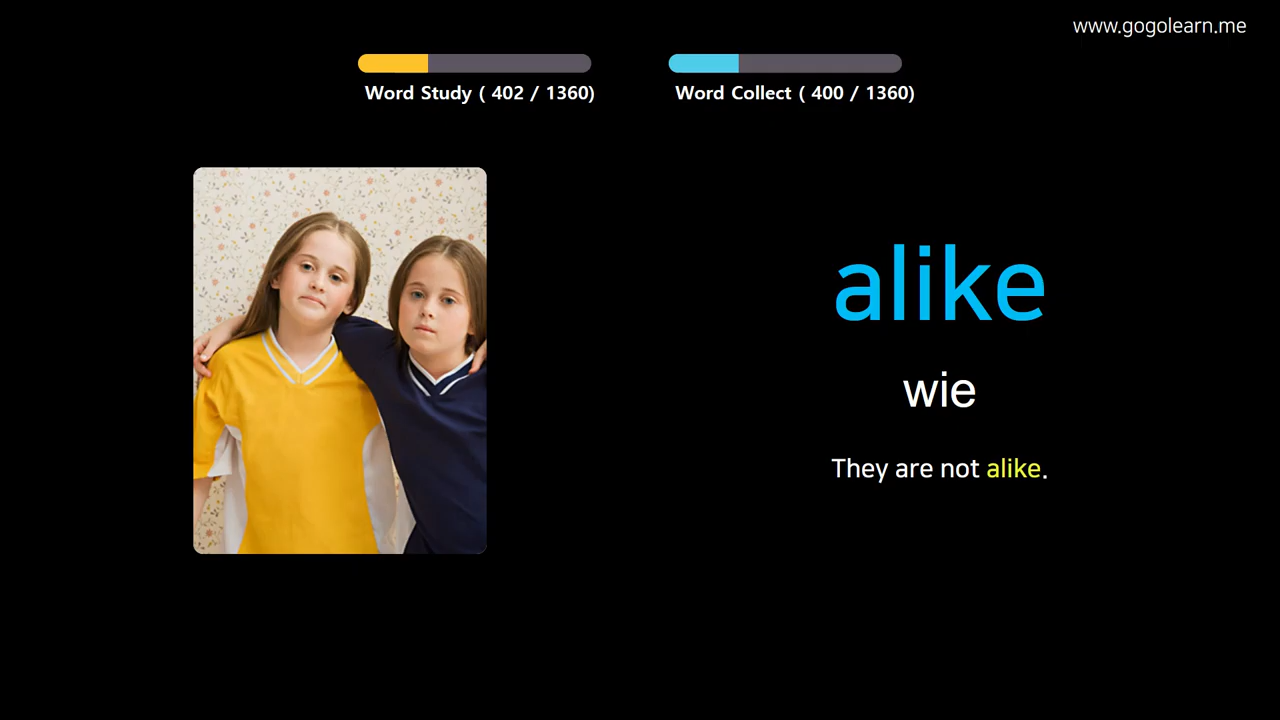 www.gogolearn.me
Word Study ( 402 / 1360)
Word Collect ( 400 / 1360)
alike
wie
They are not alike.